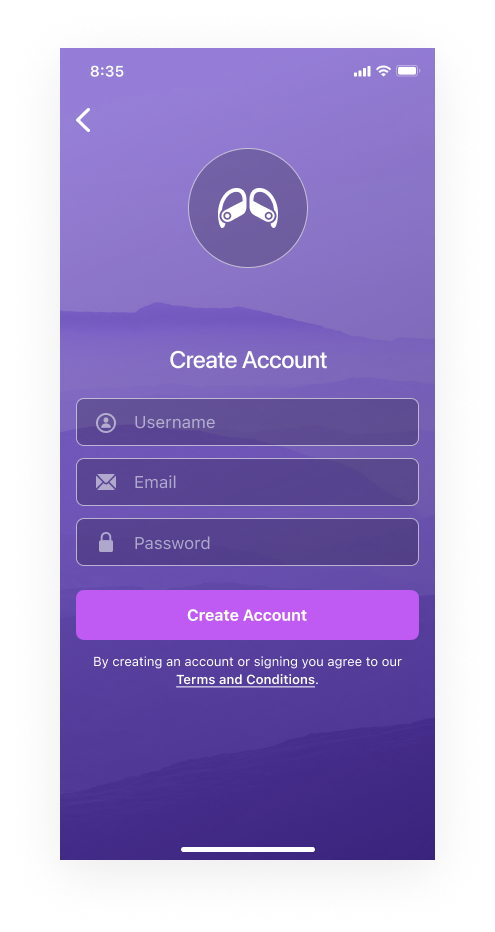 8:35
Create Account
Username
Email
Password
Create Account
By creating an account or signing you agree to our
Terms and Conditions.